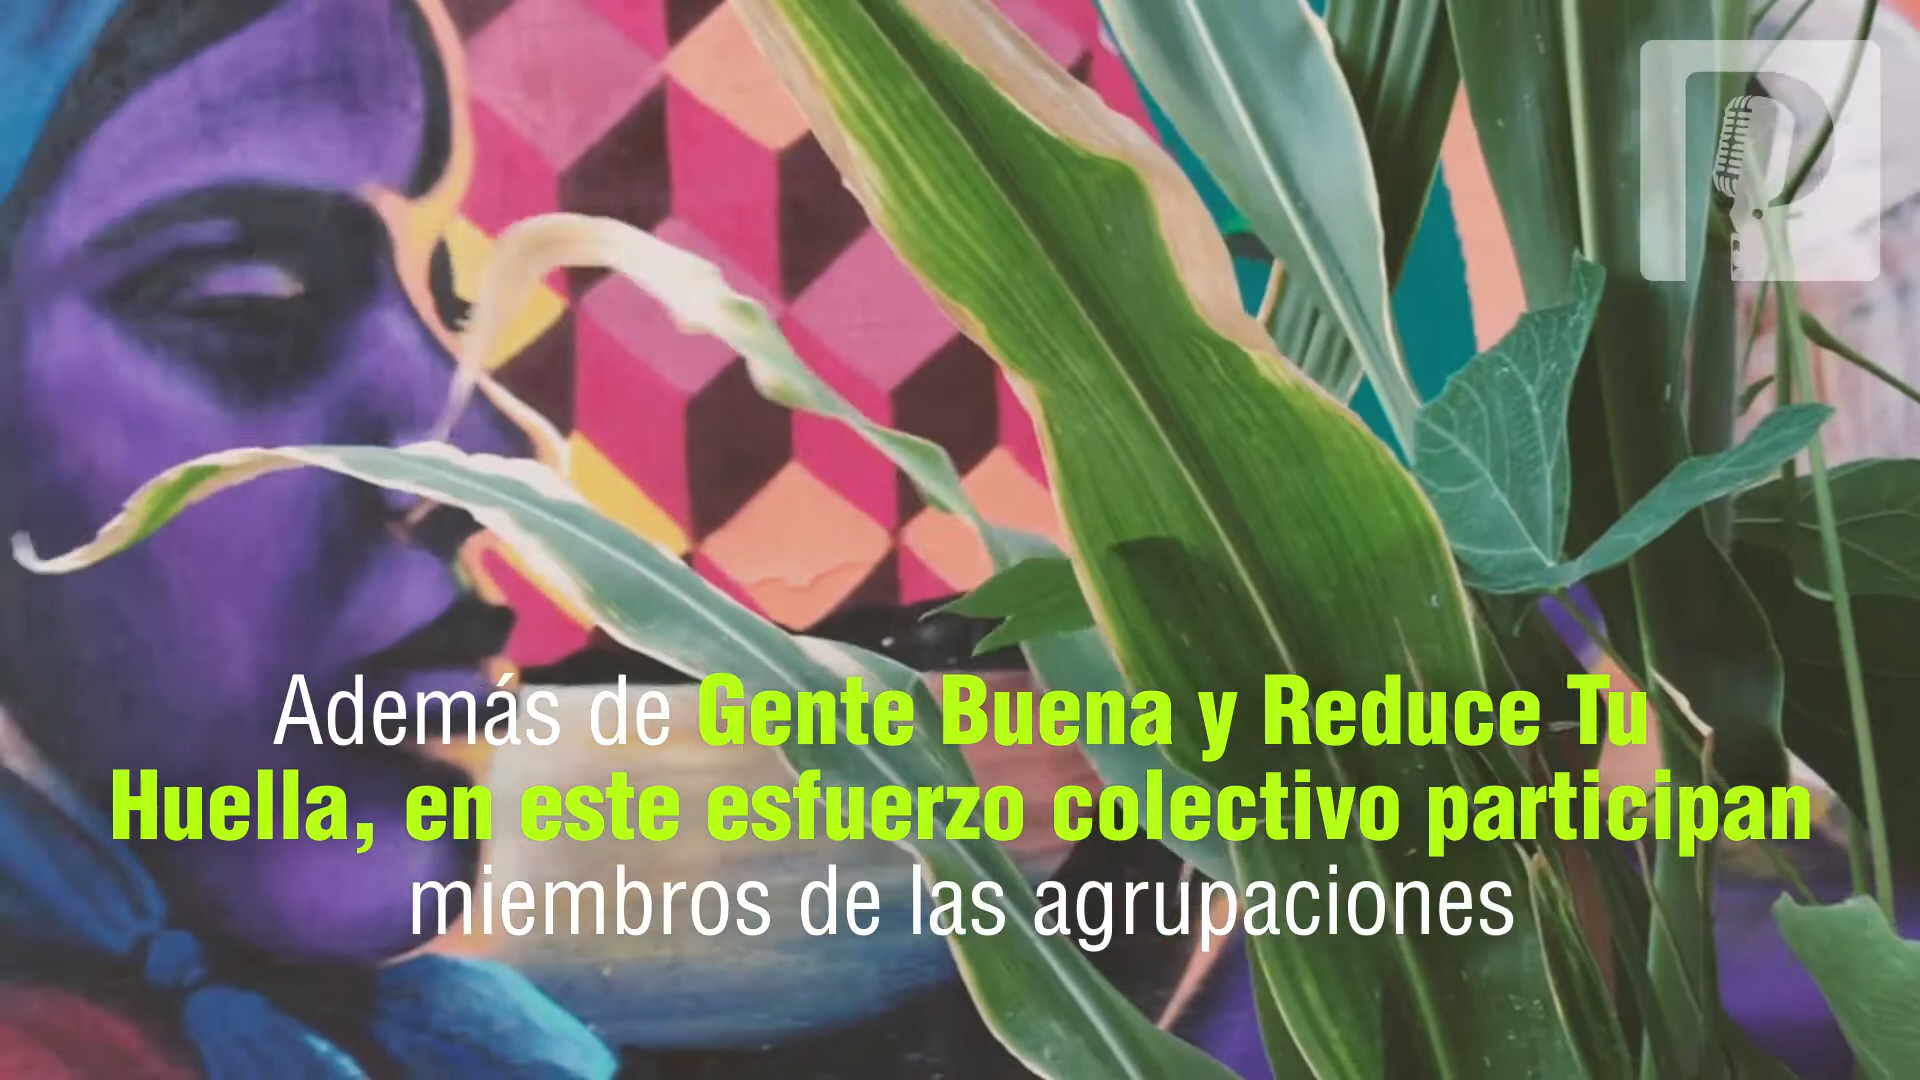 Además de Gente Buena y Reduce Tu
Huella, en este esfuerzo colectivo participan
miembros de las agrupaciones